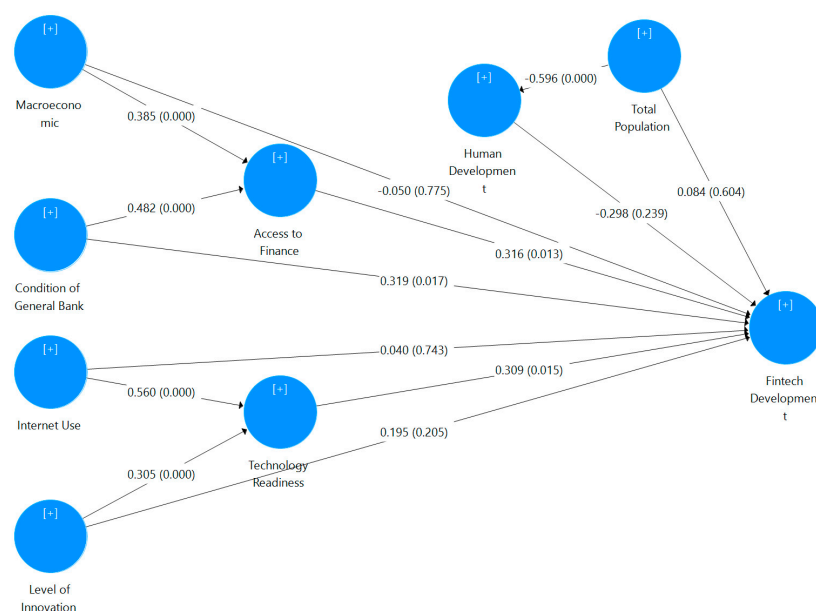 [+]
Macroecono
mic
[+]
Human
Developmen
t
[+]
Total
Population
-0.596 (0.000)
0.385 (0.000)
[+]
Access to
Finance
0.482 (0.000)
[+]
Condition of
General Bank
-0.050 (0.775)
0.084 (0.604)
-0.298 (0.239)
0.316 (0.013)
0.319 (0.017)
[+]
Fintech
Developmen
t
[+]
Internet Use
0.040 (0.743)
0.309 (0.015)
0.560 (0.000)
[+]
Technology
Readiness
0.195 (0.205)
0.305 (0.000)
[+]
Level of
Innovation